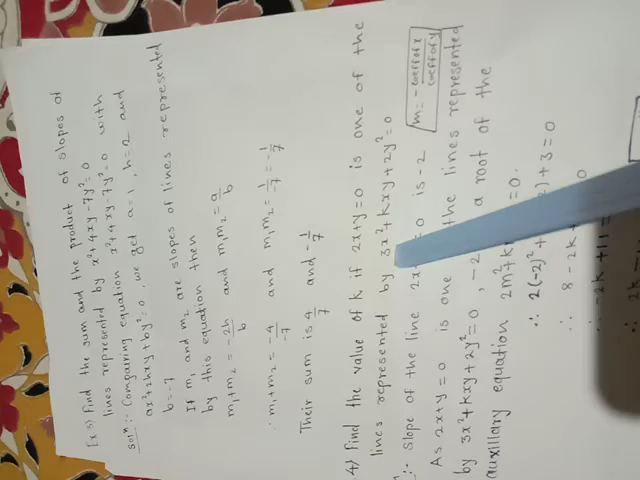 Ex 3) Find the sum and the product of slopes of
lines represented by x²+4xy-7y²=0
solⁿ:- Comparing equation x²+4xy-7y²=0 with
ax²+2hxy+by²=0, we get a=1, h=2 and
b=-7
If m₁ and m₂ are slopes of lines represented
by this equation then
m₁+m₂ = -2h/b and m₁m₂ = a/b
∴ m₁+m₂ = -4/-7 and m₁m₂ = 1/-7 = -1/7
Their sum is 4/7 and -1/7
4) Find the value of k if 2x+y=0 is one of the
lines represented by 3x²+kxy+2y²=0
:- slope of the line 2x 0 is -2 m = -coeff of x/coeff of y
As 2x+y=0 is one the lines represented
by 3x²+kxy+2y²=0, -2 a root of the
auxillary equation 2m²+k =0.
∴ 2(-2)²+ )+3=0
∴ 8-2k+ 0
∴ -2k+11=
∴ 2k